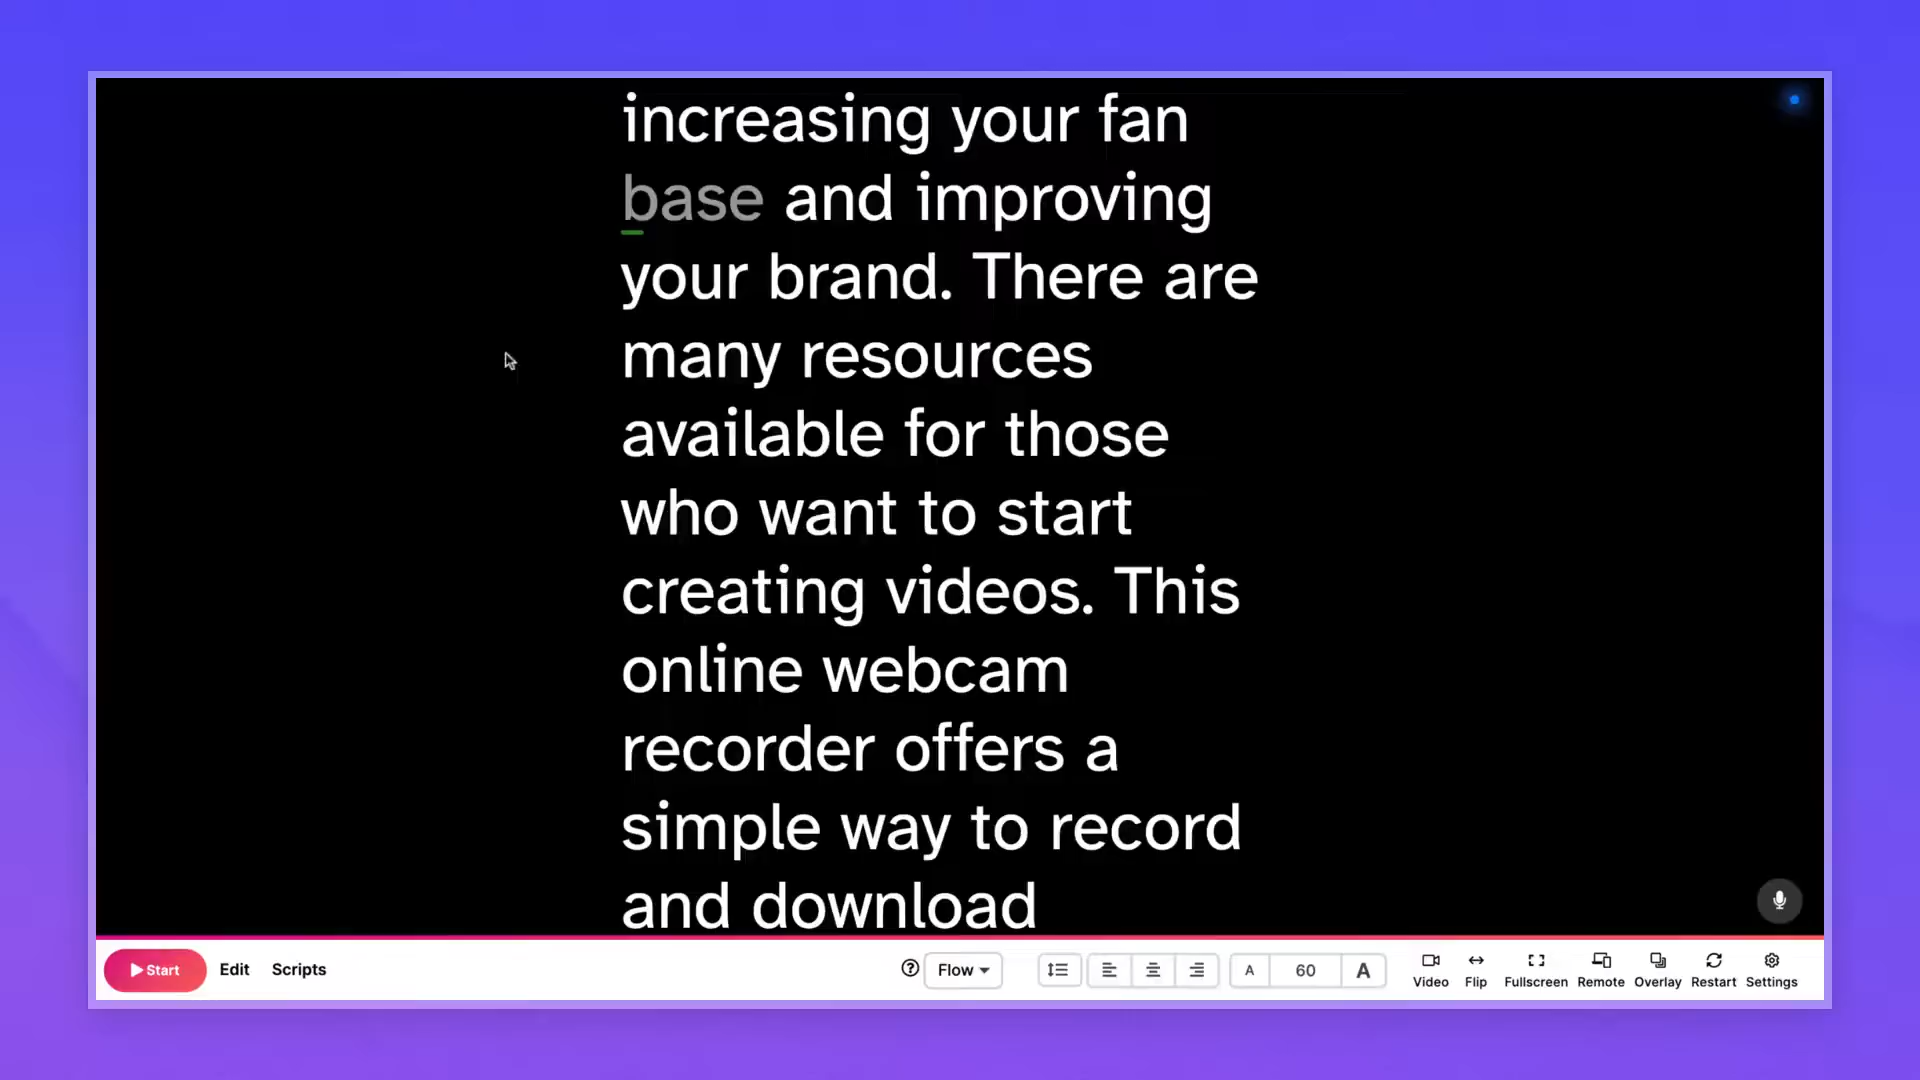 increasing your fan
base and improving
your brand. There are
many resources
available for those
who want to start
creating videos. This
online webcam
recorder offers a
simple way to record
and download
Start Edit Scripts Flow A 60 A Video Flip Fullscreen Remote Overlay Restart Settings